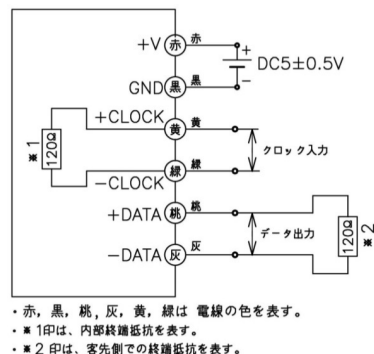 +V 赤 赤
+
DC5±0.5V
GND 黒 黒 −
+CLOCK 黄 黄
※1 120Ω
クロック入力
−CLOCK 緑 緑
+DATA 桃 桃
データ出力
120Ω ※2
−DATA 灰 灰
・赤，黒，桃，灰，黄，緑は 電線の色を表す。
・※1印は、内部終端抵抗を表す。
・※2印は、客先側での終端抵抗を表す。